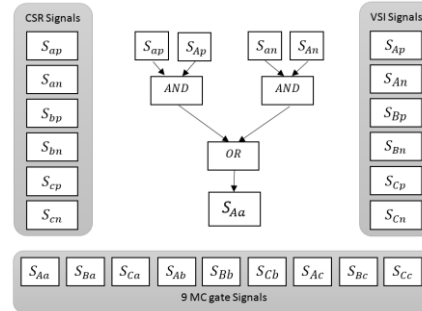 CSR Signals
S_ap
S_an
S_bp
S_bn
S_cp
S_cn
S_ap S_Ap S_an S_An
AND AND
OR
S_Aa
VSI Signals
S_Ap
S_An
S_Bp
S_Bn
S_Cp
S_Cn
S_Aa S_Ba S_Ca S_Ab S_Bb S_Cb S_Ac S_Bc S_Cc
9 MC gate Signals